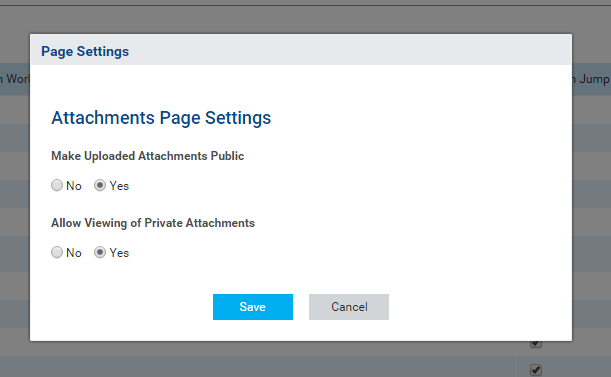 Page Settings
Work
Jump
Attachments Page Settings
Make Uploaded Attachments Public
No Yes
Allow Viewing of Private Attachments
No Yes
Save Cancel